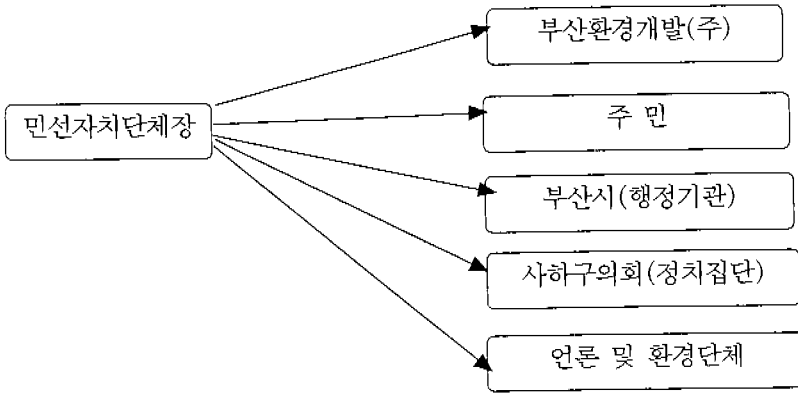 부산환경개발(주)
주 민
민선자치단체장
부산시(행정기관)
사하구의회(정치집단)
언론 및 환경단체